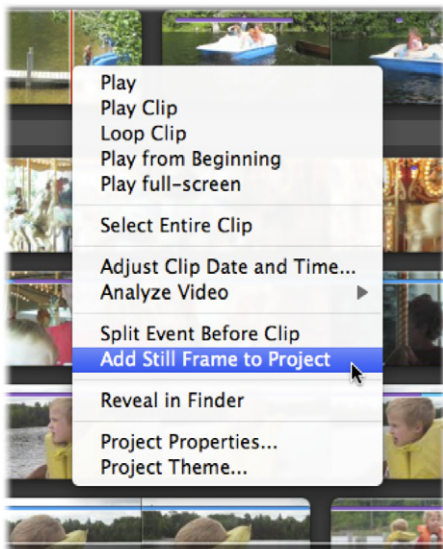 Play
Play Clip
Loop Clip
Play from Beginning
Play full-screen
Select Entire Clip
Adjust Clip Date and Time...
Analyze Video
Split Event Before Clip
Add Still Frame to Project
Reveal in Finder
Project Properties...
Project Theme...